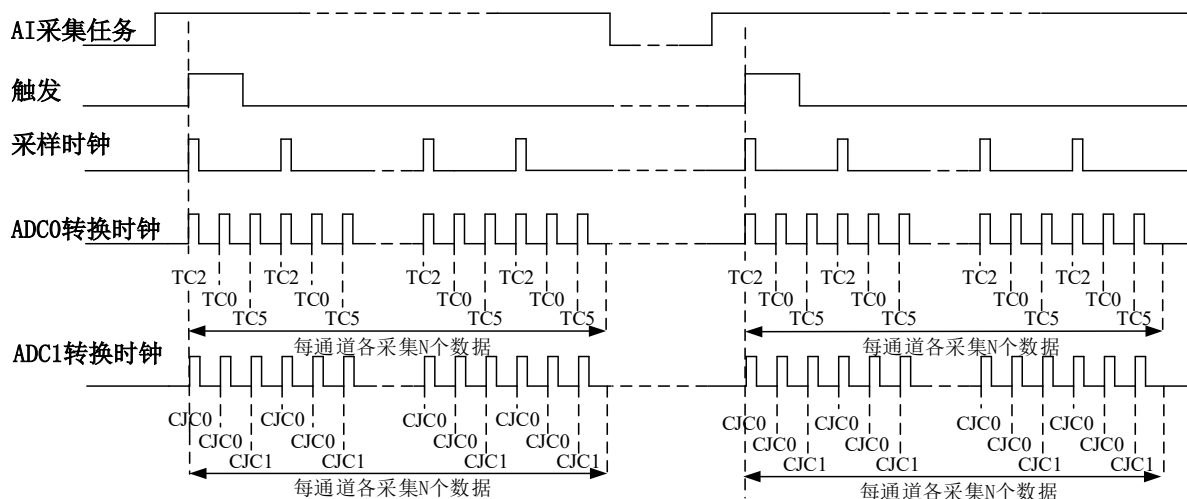 AI采集任务
触发
采样时钟
ADC0转换时钟
TC2 TC2 TC2 TC2 TC2 TC2 TC2 TC2
TC0 TC0 TC0 TC0 TC0 TC0 TC0 TC0
TC5 TC5 TC5 TC5 TC5 TC5 TC5 TC5
每通道各采集N个数据 每通道各采集N个数据
ADC1转换时钟
CJC0 CJC0 CJC0 CJC0 CJC0 CJC0 CJC0 CJC0
CJC0 CJC0 CJC0 CJC0 CJC0 CJC0 CJC0 CJC0
CJC1 CJC1 CJC1 CJC1 CJC1 CJC1 CJC1 CJC1
每通道各采集N个数据 每通道各采集N个数据